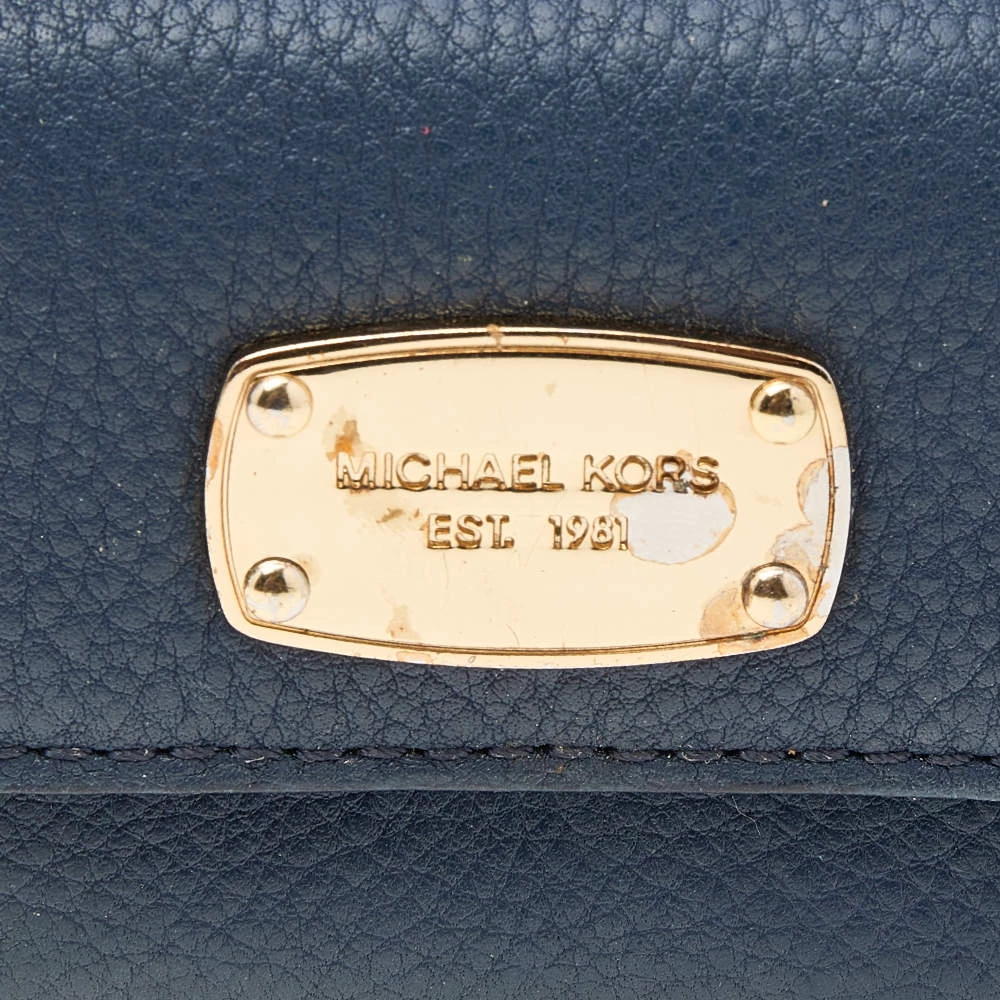 MICHAEL KORS
EST. 1981